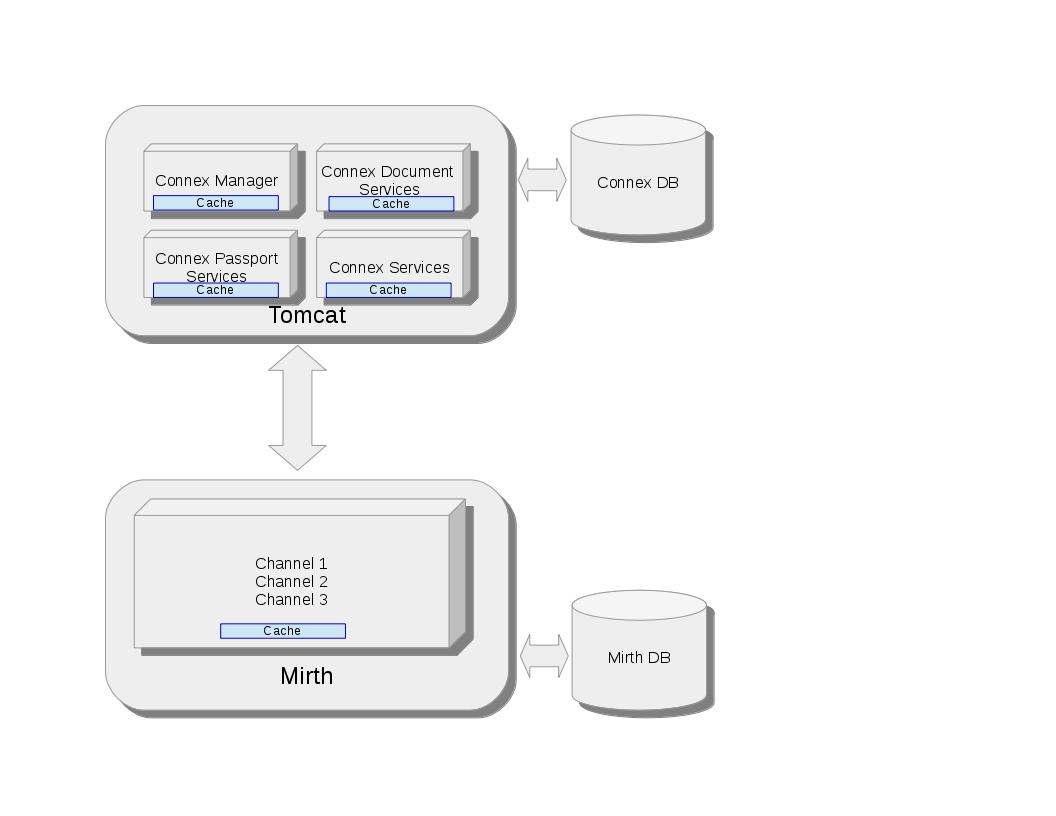 Connex Manager
Cache
Connex Document
Services
Cache
Connex Passport
Services
Cache
Connex Services
Cache
Tomcat
Connex DB
Channel 1
Channel 2
Channel 3
Cache
Mirth
Mirth DB